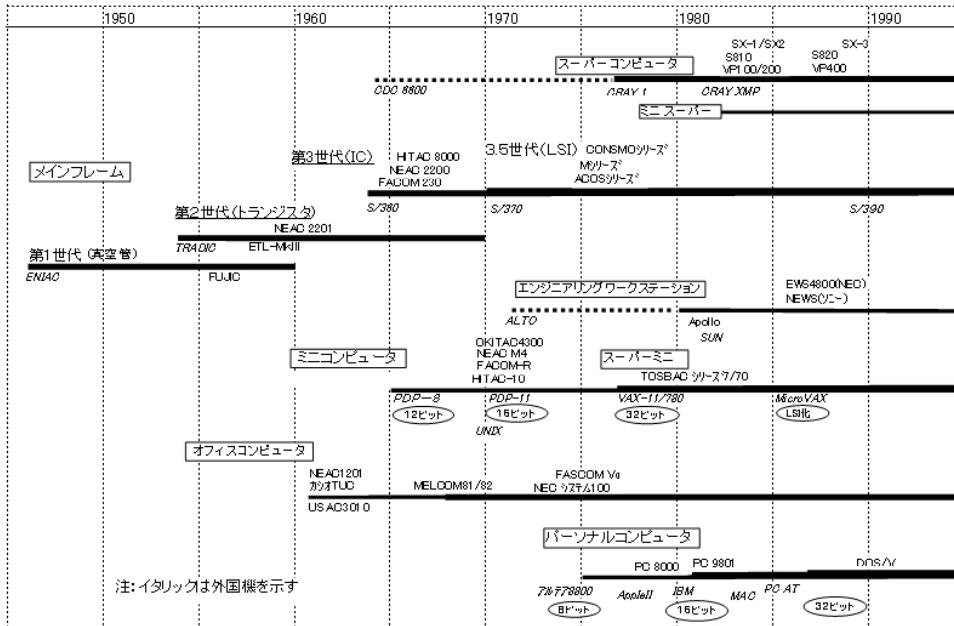 1950
1960
1970
1980
1990
スーパーコンピュータ
SX-1/SX2
S810
VP100/200
SX-3
S820
VP400
CDC 6600
CRAY 1
CRAY XMP
ミニスーパー
メインフレーム
第3世代(IC)
HITAC 8000
NEAC 2200
FACOM 230
3.5世代(LSI)
CONSMOシリーズ
Mシリーズ
ACOSシリーズ
S/360
S/370
S/390
第2世代(トランジスタ)
NEAC 2201
TRADIC
ETL-MkIII
第1世代 (真空管)
ENIAC
FUJIC
エンジニアリングワークステーション
EWS4800(NEC)
NEWS(ソニー)
ALTO
Apollo
SUN
ミニコンピュータ
OKITAC4300
NEAC M4
FACOM-R
HITAC-10
スーパーミニ
TOSBAC シリーズ7/70
PDP-8
PDP-11
VAX-11/780
MicroVAX
12ビット
16ビット
32ビット
LSI化
UNIX
オフィスコンピュータ
NEAC1201
カシオTUC
USAC3010
MELCOM81/82
FASCOM Vα
NEC システム100
パーソナルコンピュータ
PC 8000
PC 9801
DOS/V
アルテア8800
AppleII
IBM
MAC
PC AT
8ビット
16ビット
32ビット
注:イタリックは外国機を示す